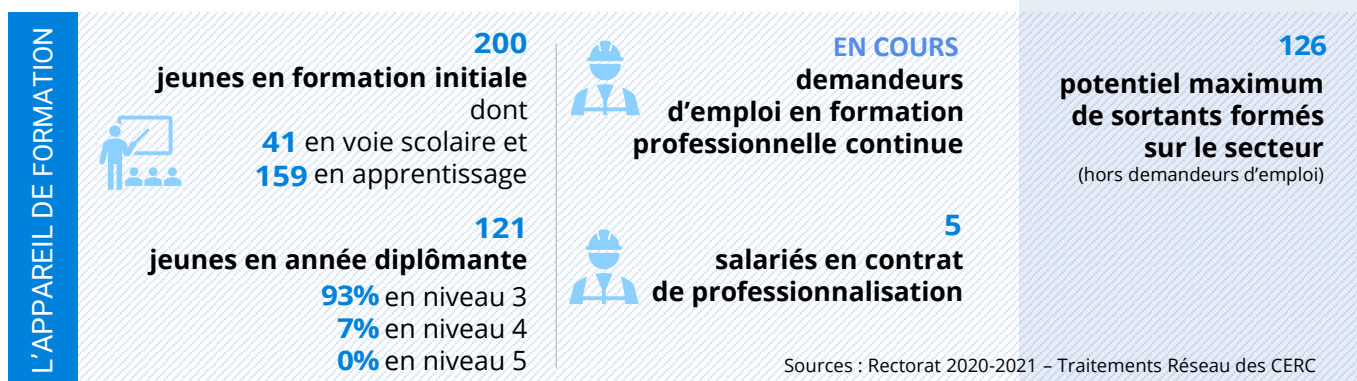 L'APPAREIL DE FORMATION
200
jeunes en formation initiale
dont
41 en voie scolaire et
159 en apprentissage
121
jeunes en année diplômante
93% en niveau 3
7% en niveau 4
0% en niveau 5
EN COURS
demandeurs
d’emploi en formation
professionnelle continue
5
salariés en contrat
de professionnalisation
126
potentiel maximum
de sortants formés
sur le secteur
(hors demandeurs d’emploi)
Sources : Rectorat 2020-2021 – Traitements Réseau des CERC